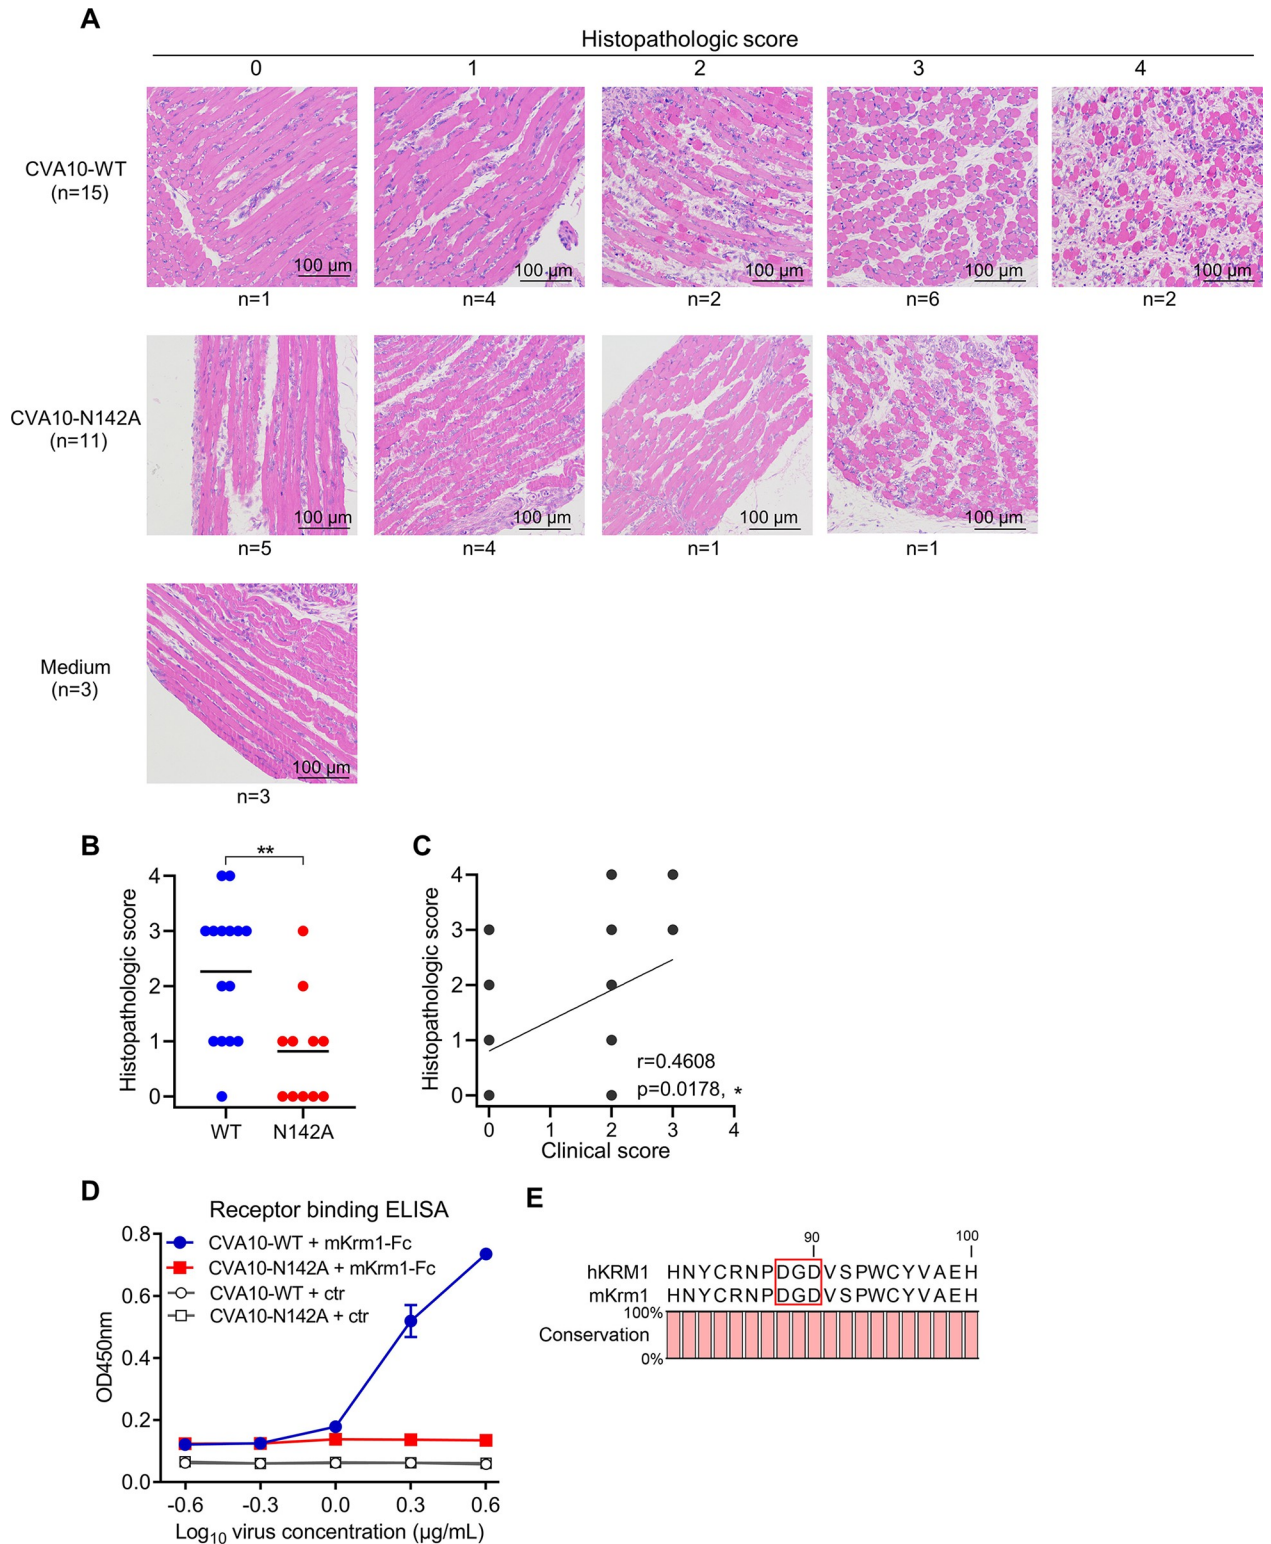 A
Histopathologic score
0 1 2 3 4
CVA10-WT
(n=15)
100 µm 100 µm 100 µm 100 µm 100 µm
n=1 n=4 n=2 n=6 n=2
CVA10-N142A
(n=11)
100 µm 100 µm 100 µm 100 µm
n=5 n=4 n=1 n=1
Medium
(n=3)
100 µm
n=3
B
**
Histopathologic score
4
3
2
1
0
WT N142A
C
Histopathologic score
4
3
2
1
0
r=0.4608
p=0.0178, *
0 1 2 3 4
Clinical score
D
Receptor binding ELISA
CVA10-WT + mKrm1-Fc
CVA10-N142A + mKrm1-Fc
CVA10-WT + ctr
CVA10-N142A + ctr
OD450nm
0.8
0.6
0.4
0.2
0.0
-0.6 -0.3 0.0 0.3 0.6
Log10 virus concentration (µg/mL)
E
90 100
hKRM1 HNYCRNPDGDVSPWCYVAEH
mKrm1 HNYCRNPDGDVSPWCYVAEH
100%
Conservation
0%